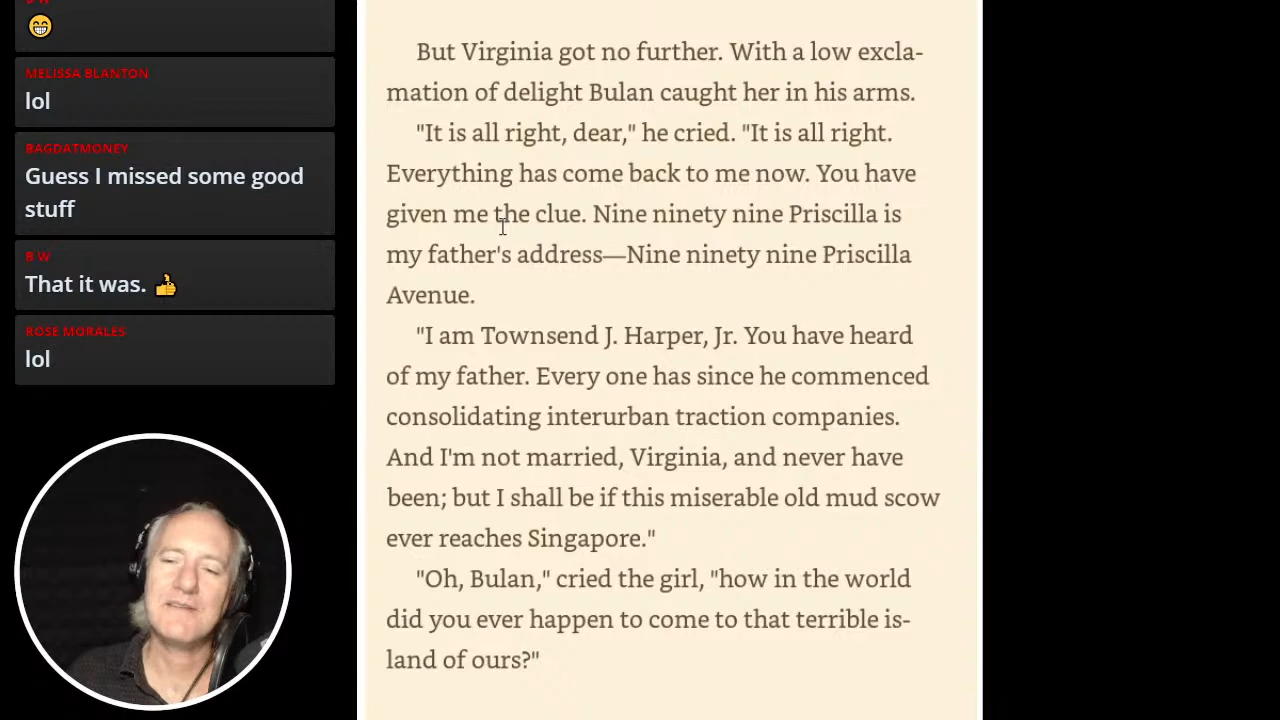 B W
😁
MELISSA BLANTON
lol
BAGDATMONEY
Guess I missed some good
stuff
B W
That it was. 👍
ROSE MORALES
lol
But Virginia got no further. With a low excla-
mation of delight Bulan caught her in his arms.
"It is all right, dear," he cried. "It is all right.
Everything has come back to me now. You have
given me the clue. Nine ninety nine Priscilla is
my father's address—Nine ninety nine Priscilla
Avenue.
"I am Townsend J. Harper, Jr. You have heard
of my father. Every one has since he commenced
consolidating interurban traction companies.
And I'm not married, Virginia, and never have
been; but I shall be if this miserable old mud scow
ever reaches Singapore."
"Oh, Bulan," cried the girl, "how in the world
did you ever happen to come to that terrible is-
land of ours?"